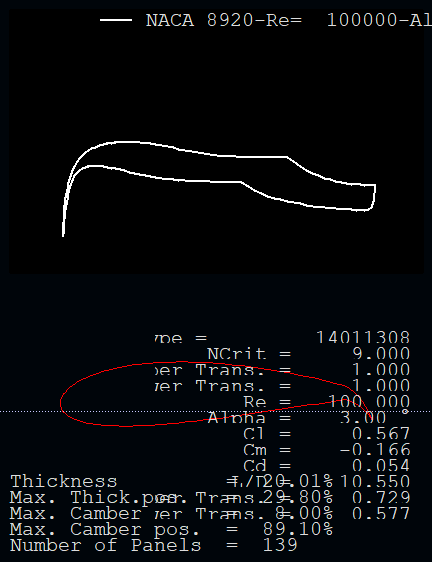 NACA 8920-Re=  100000-Al
ype =  14011308
NCrit =  9.000
per Trans. =  1.000
wer Trans. =  1.000
Re =  100 000
Alpha =  3.00 °
Cl =  0.567
Cm =  -0.166
Cd =  0.054
Thickness  =  20.01%  L/D =  10.550
Max. Thick.pos.  =  29.80%  Trans. =  0.729
Max. Camber  =  8.00%  wer Trans. =  0.577
Max. Camber pos.  =  89.10%
Number of Panels  =  139